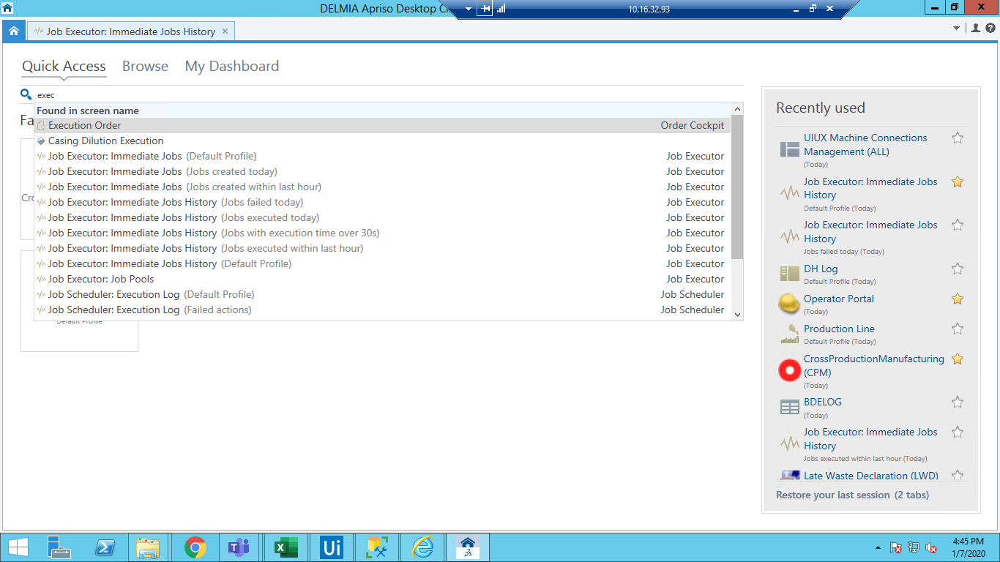 DELMIA Apriso Desktop Cl
10.16.32.93
Job Executor: Immediate Jobs History
Quick Access Browse My Dashboard
exec
Found in screen name
Execution Order Order Cockpit
Casing Dilution Execution
Job Executor: Immediate Jobs (Default Profile) Job Executor
Job Executor: Immediate Jobs (Jobs created today) Job Executor
Job Executor: Immediate Jobs (Jobs created within last hour) Job Executor
Job Executor: Immediate Jobs History (Jobs failed today) Job Executor
Job Executor: Immediate Jobs History (Jobs executed today) Job Executor
Job Executor: Immediate Jobs History (Jobs with execution time over 30s) Job Executor
Job Executor: Immediate Jobs History (Jobs executed within last hour) Job Executor
Job Executor: Immediate Jobs History (Default Profile) Job Executor
Job Executor: Job Pools Job Executor
Job Scheduler: Execution Log (Default Profile) Job Scheduler
Job Scheduler: Execution Log (Failed actions) Job Scheduler
Fa
Cro
Default Profile
Recently used
UIUX Machine Connections
Management (ALL)
(Today)
Job Executor: Immediate Jobs
History
Default Profile (Today)
Job Executor: Immediate Jobs
History
Jobs failed today (Today)
DH Log
Default Profile (Today)
Operator Portal
(Today)
Production Line
Default Profile (Today)
CrossProductionManufacturing
(CPM)
(Today)
BDELOG
(Today)
Job Executor: Immediate Jobs
History
Jobs executed within last hour (Today)
Late Waste Declaration (LWD)
Restore your last session (2 tabs)
Ui
4:45 PM
1/7/2020